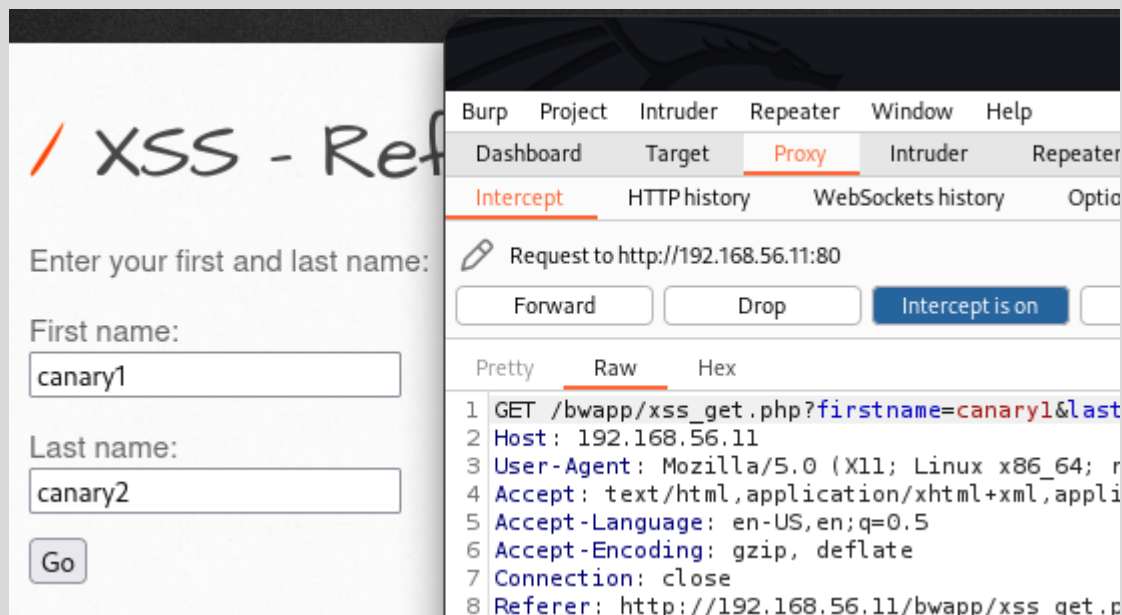 / XSS - Ref
Enter your first and last name:
First name:
canary1
Last name:
canary2
Go
Burp Project Intruder Repeater Window Help
Dashboard Target Proxy Intruder Repeater
Intercept HTTP history WebSockets history Optio
Request to http://192.168.56.11:80
Forward Drop Intercept is on
Pretty Raw Hex
1 GET /bwapp/xss_get.php?firstname=canary1&last
2 Host: 192.168.56.11
3 User-Agent: Mozilla/5.0 (X11; Linux x86_64; r
4 Accept: text/html,application/xhtml+xml,appli
5 Accept-Language: en-US,en;q=0.5
6 Accept-Encoding: gzip, deflate
7 Connection: close
8 Referer: http://192.168.56.11/bwapp/xss_get.p